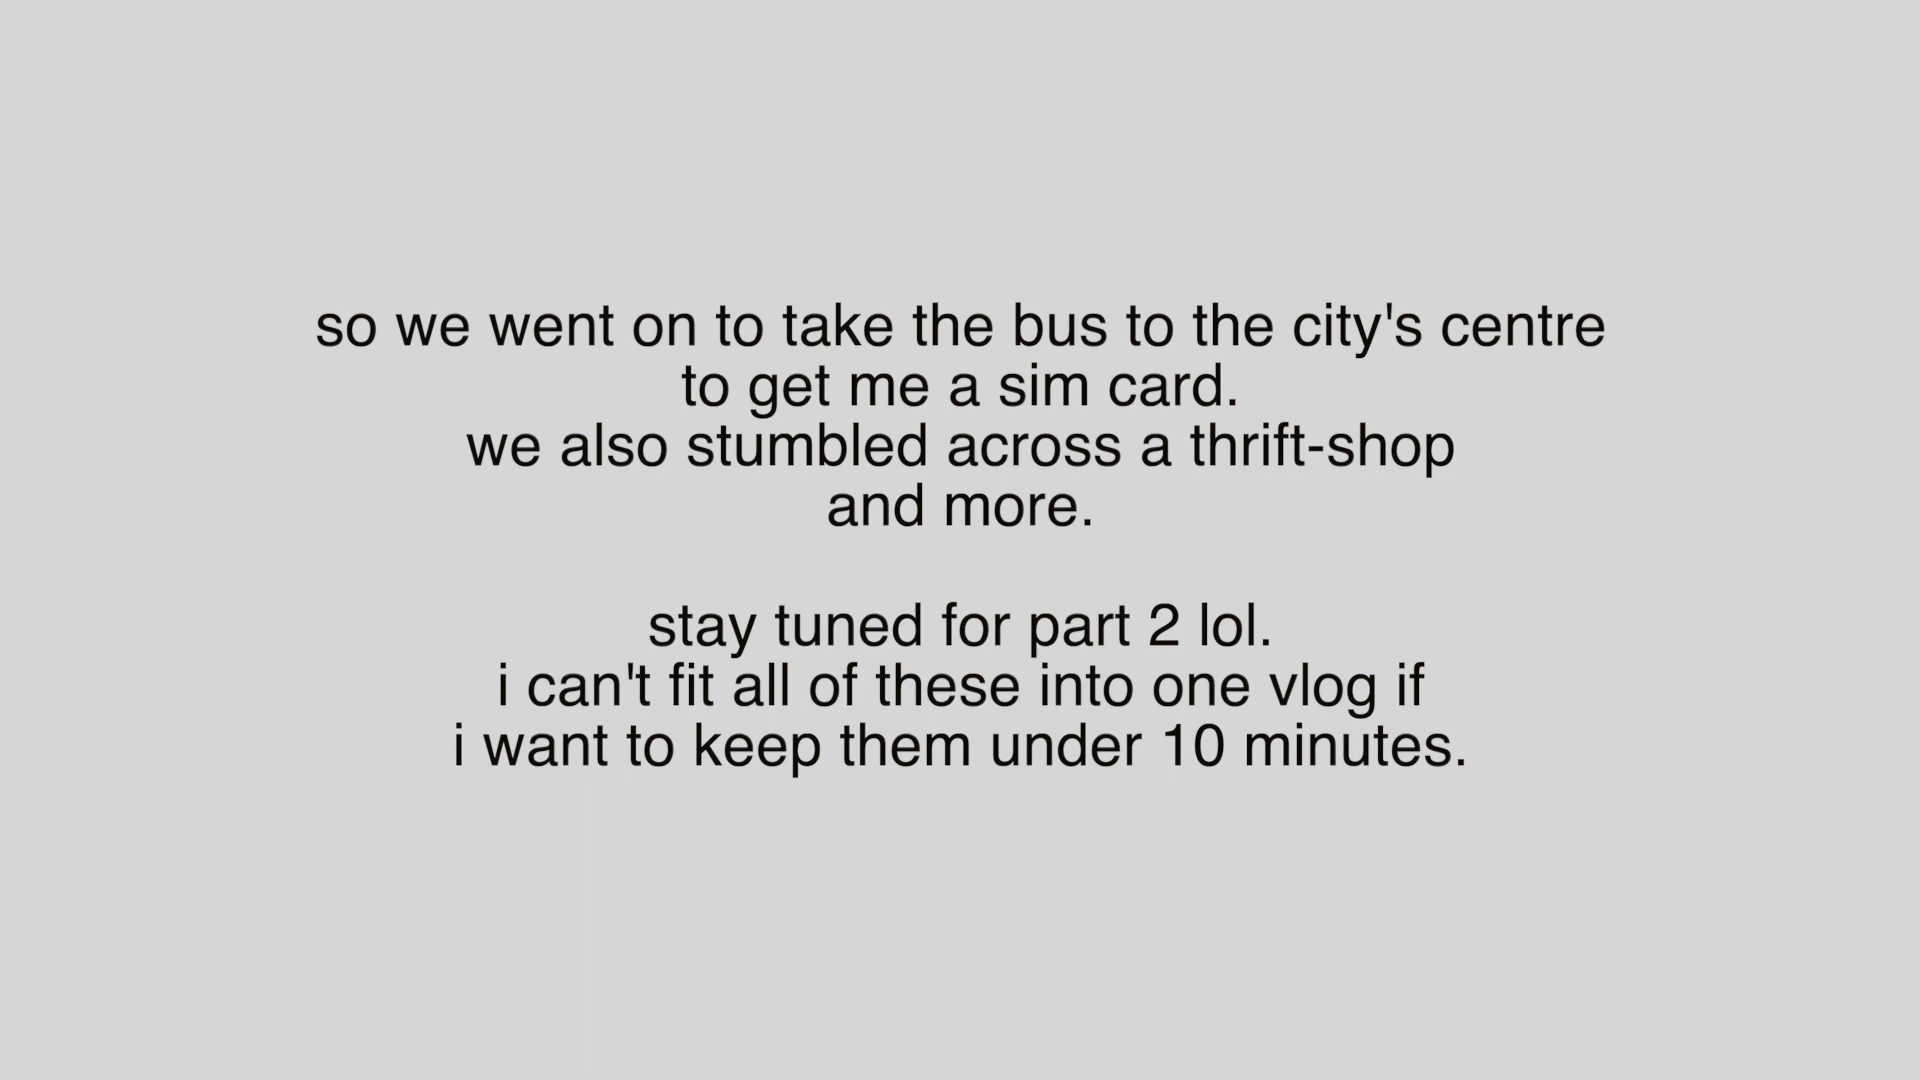 so we went on to take the bus to the city's centre
to get me a sim card.
we also stumbled across a thrift-shop
and more.
stay tuned for part 2 lol.
i can't fit all of these into one vlog if
i want to keep them under 10 minutes.